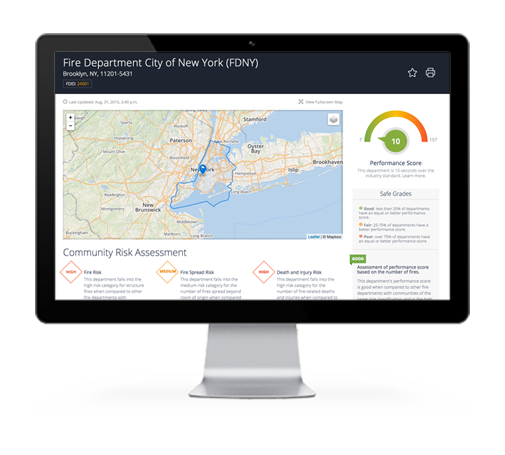 Fire Department City of New York (FDNY)
Brooklyn, NY, 11201-5431
FDID: 24001
Last Updated: Aug. 31, 2015, 2:40 p.m.
View Fullscreen Map
+
-
Stamford
Nyack
Paterson
Oyster
Bay
Brookhaven
Islip
New York
Morristown
Long Beach
New
Brunswick
Long Branch
Leaflet | © Mapbox
10
Performance Score
This department is 10 seconds over the
industry standard. Learn more.
Safe Grades
Good: less than 25% of departments
have an equal or better performance
score.
Fair: 25-75% of departments have a
better performance score.
Poor: over 75% of departments have
an equal or better performance score.
Community Risk Assessment
HIGH
Fire Risk
This department falls into the
high risk category for structure
fires when compared to other
the departments with
MEDIUM
Fire Spread Risk
This department falls into the
medium risk category for the
number of fires spread beyond
room of origin when compared
HIGH
Death and Injury Risk
This department falls into the
high risk category for the
number of fire-related deaths
and injuries when compared to
GOOD
Assessment of performance score
based on the number of fires.
This department's performance score
is good when compared to other fire
departments with communities of the